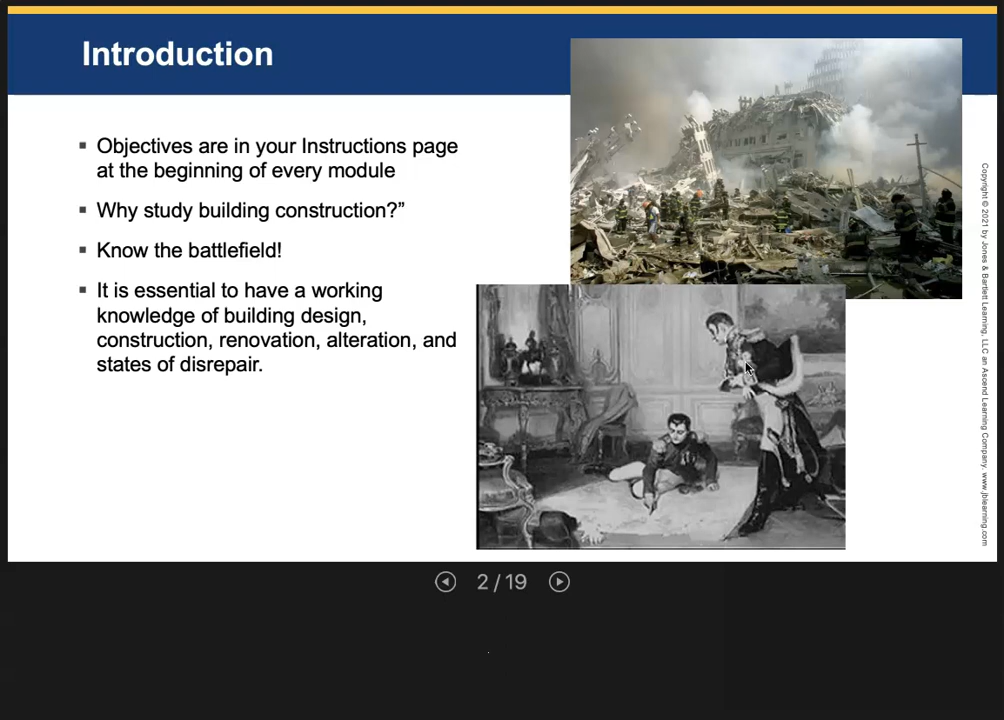 Introduction
Objectives are in your Instructions page
at the beginning of every module
Why study building construction?”
Know the battlefield!
It is essential to have a working
knowledge of building design,
construction, renovation, alteration, and
states of disrepair.
Copyright © 2021 by Jones & Bartlett Learning, LLC an Ascend Learning Company. www.jblearning.com
2 / 19